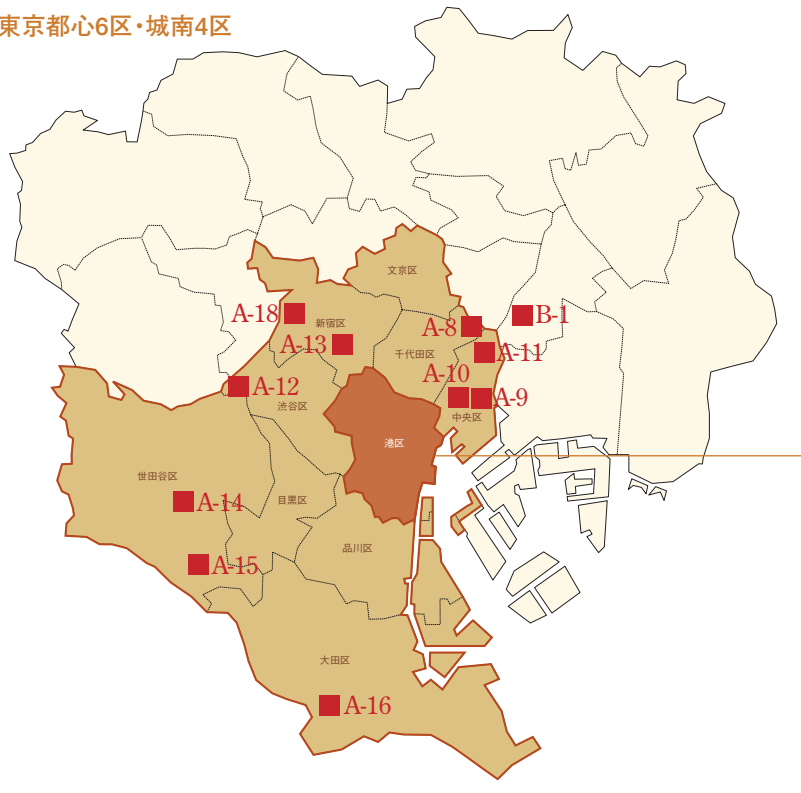 東京都心6区・城南4区
文京区
A-18
新宿区
A-8
B-1
A-13
千代田区
A-11
A-10
A-12
A-9
渋谷区
中央区
港区
世田谷区
A-14
目黒区
品川区
A-15
大田区
A-16